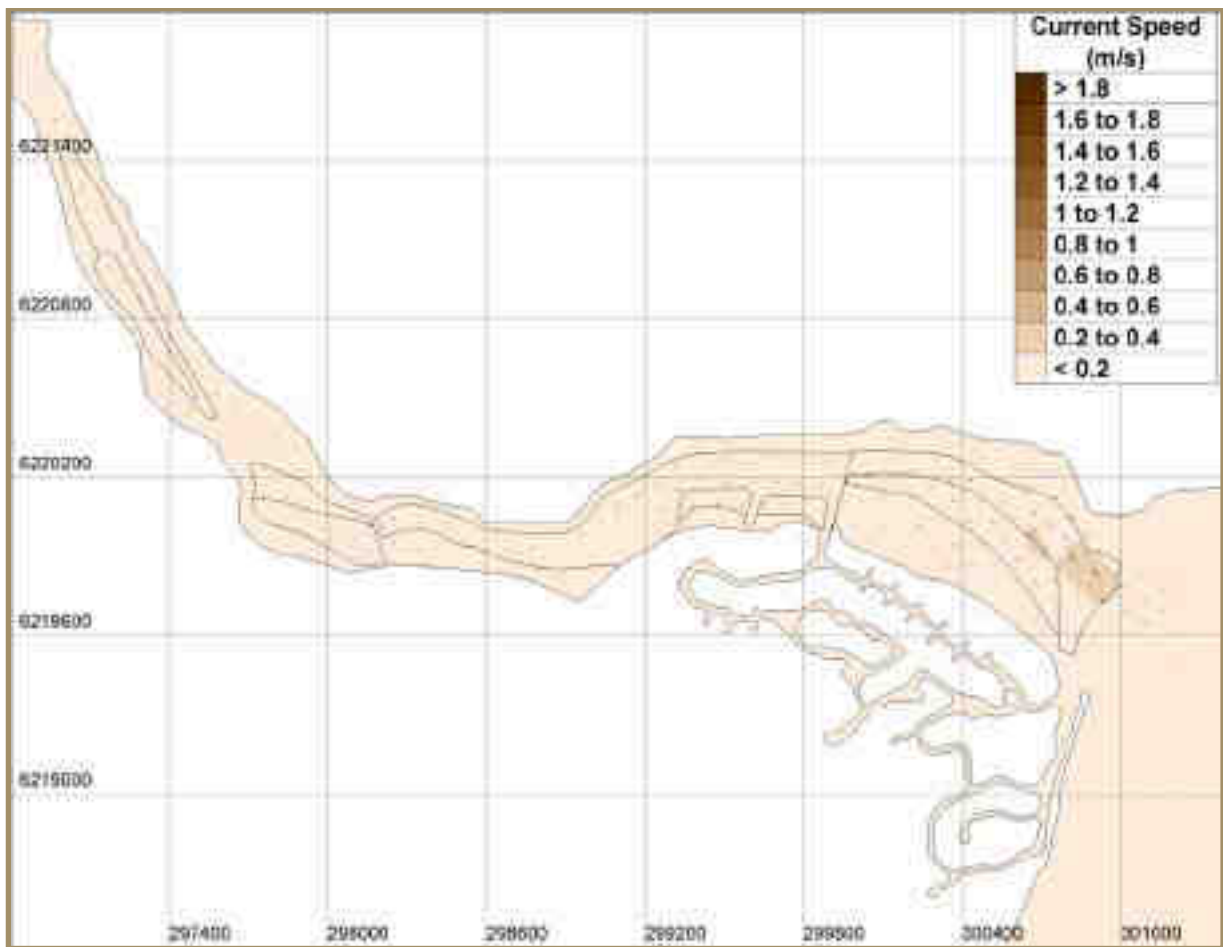 Current Speed
(m/s)
> 1.8
1.6 to 1.8
1.4 to 1.6
1.2 to 1.4
1 to 1.2
0.8 to 1
0.6 to 0.8
0.4 to 0.6
0.2 to 0.4
< 0.2
6221400
6220800
6220200
6219600
6219000
297400
298000
298600
299200
299800
300400
301000